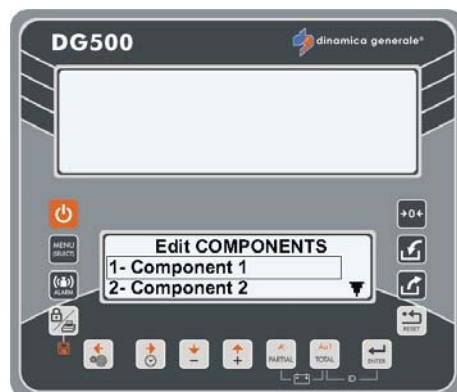 DG500
dinamica generale®
→0←
MENU
(SELECT)
Edit COMPONENTS
1- Component 1
2- Component 2
ALARM
RESET
PARTIAL
TOTAL
ENTER
ID